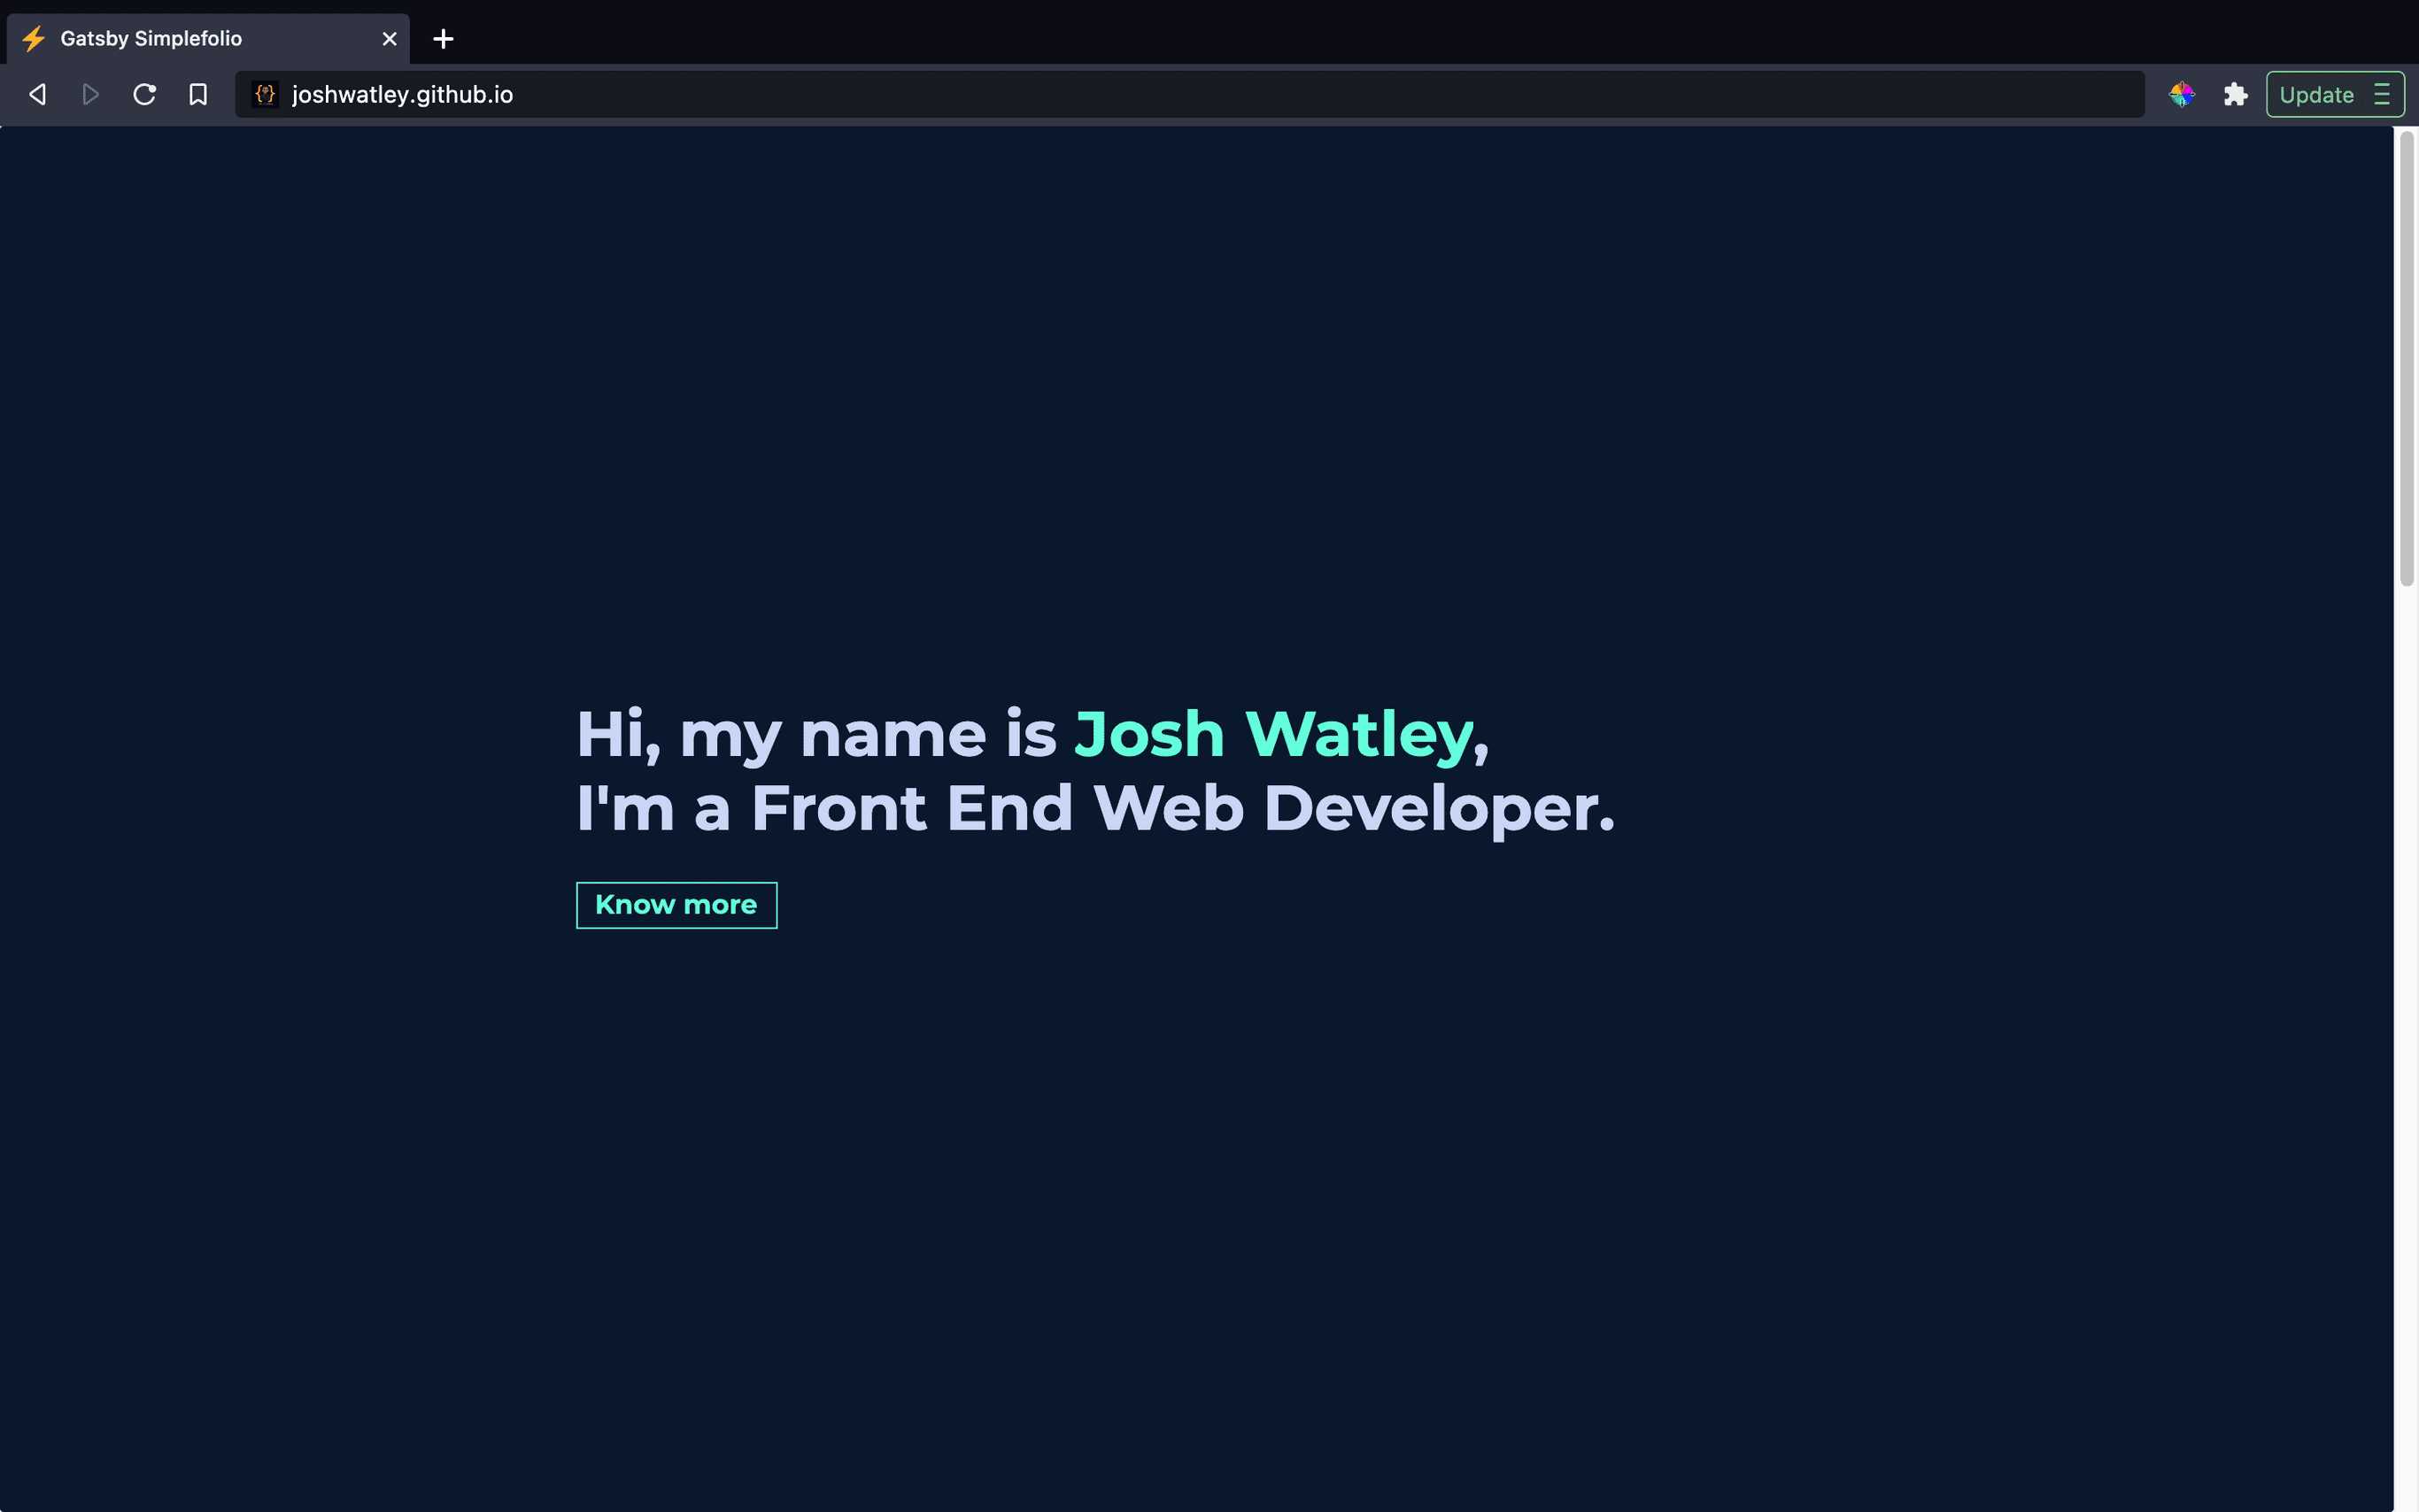 Gatsby Simplefolio
joshwatley.github.io
Update
Hi, my name is Josh Watley,
I'm a Front End Web Developer.
Know more